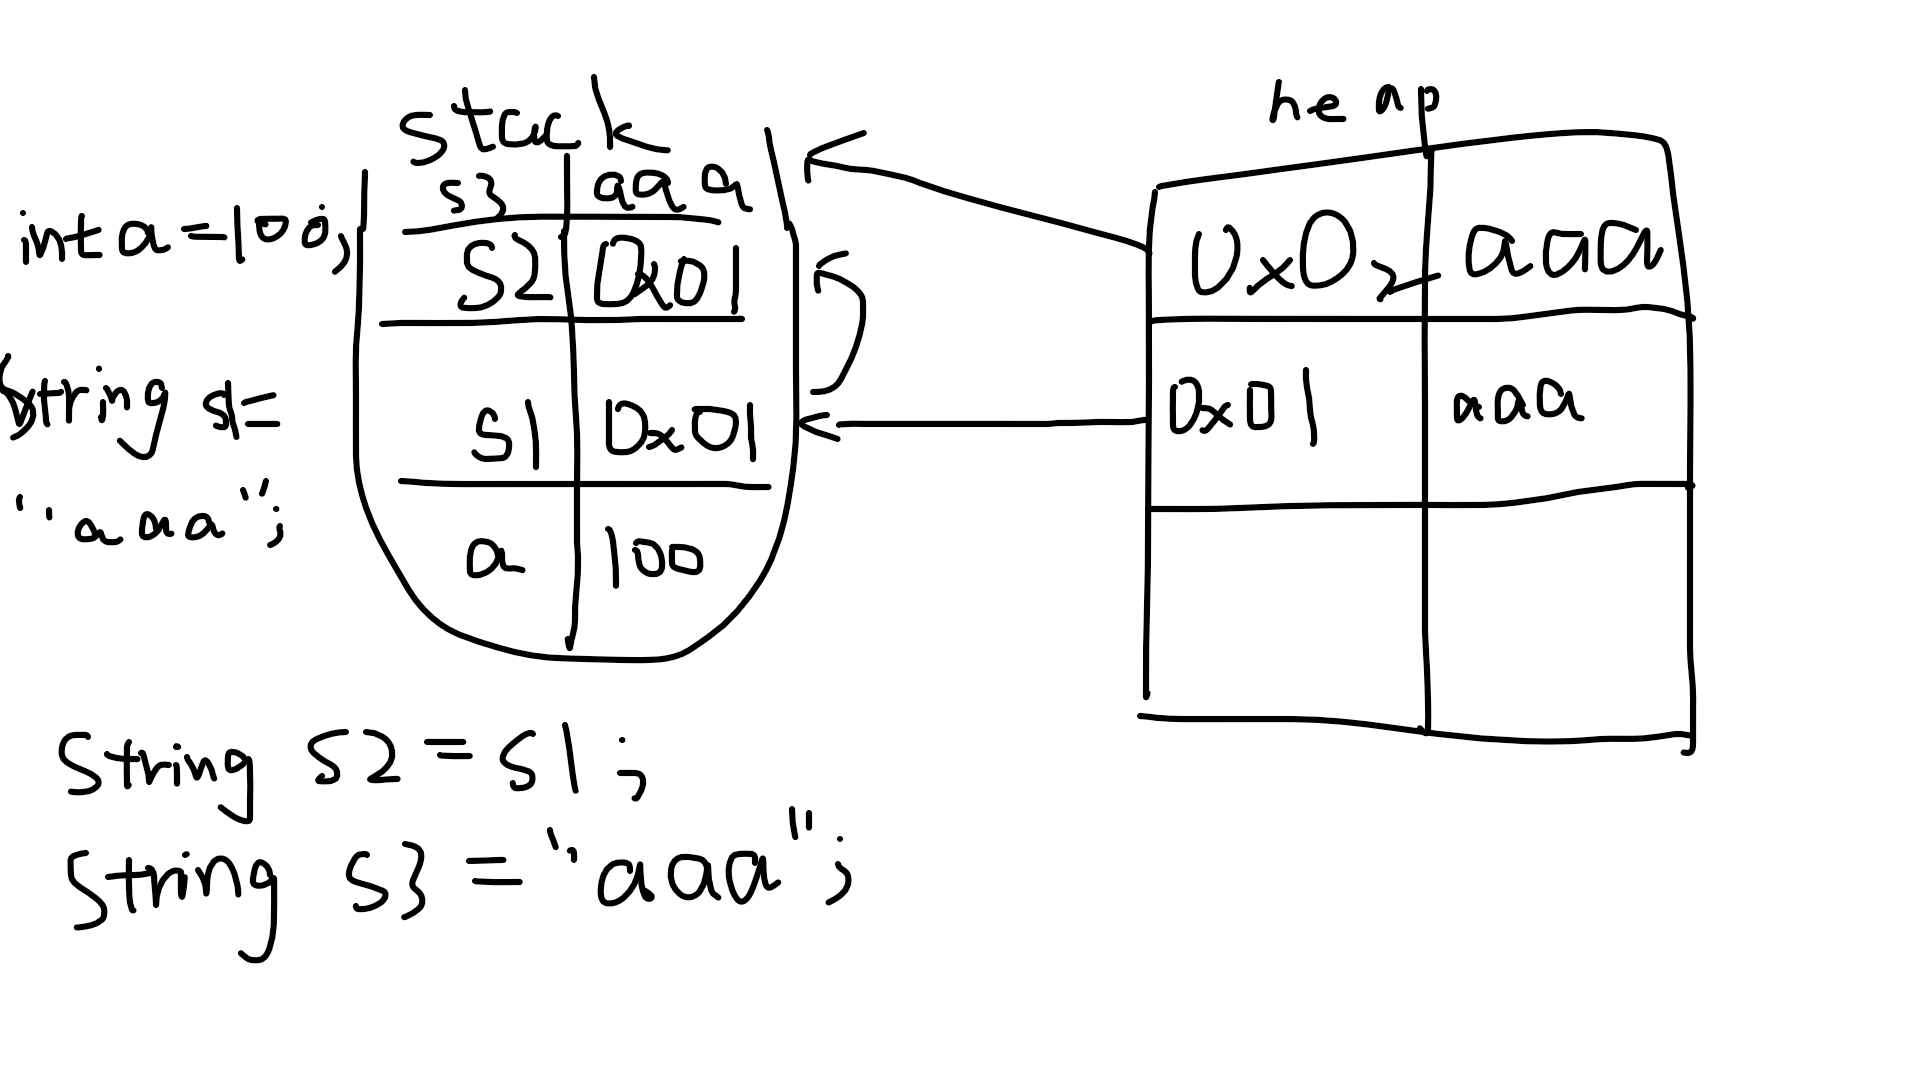 stack
heap
s3 aaa
int a=100;
s2 0x01
0x02 aaa
String s1=
s1 0x01
0x01 aaa
"aaa";
a 100
String s2 = s1;
String s3 = "aaa";